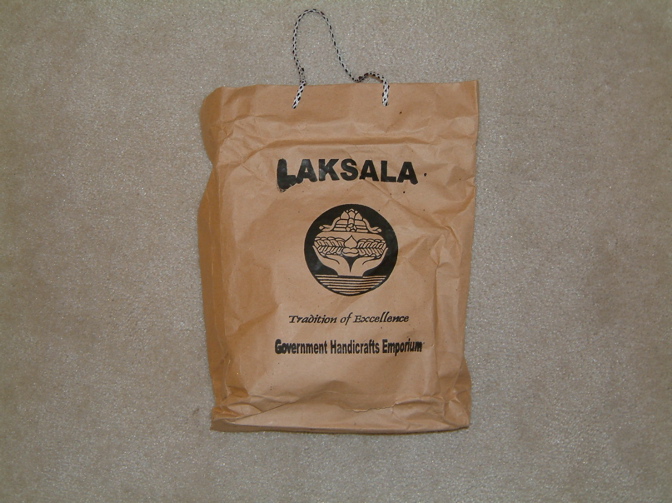 LAKSALA
Tradition of Excellence
Government Handicrafts Emporium